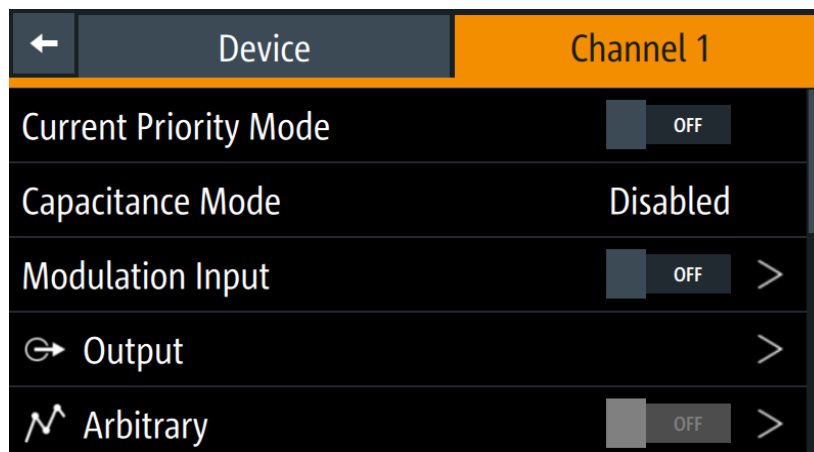 Device Channel 1
Current Priority Mode OFF
Capacitance Mode Disabled
Modulation Input OFF
Output
Arbitrary OFF